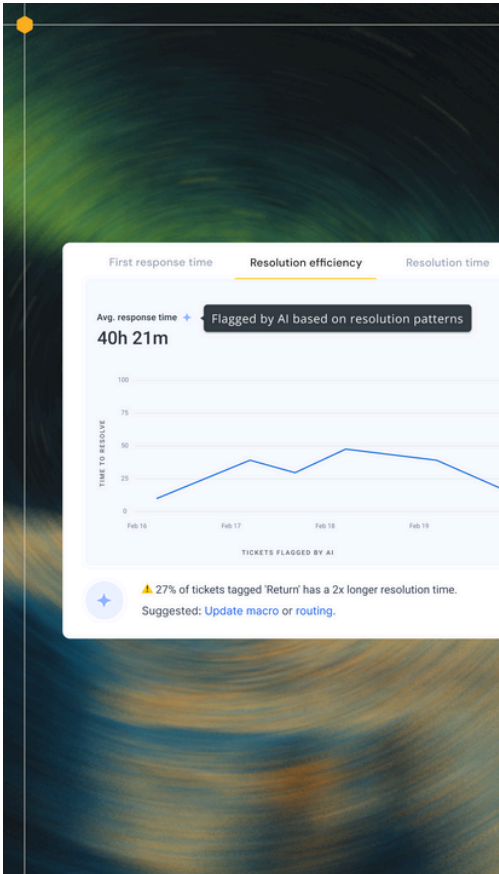 First response time Resolution efficiency Resolution time
Avg. response time
Flagged by AI based on resolution patterns
40h 21m
100
75
50
25
0
TIME TO RESOLVE
Feb 16 Feb 17 Feb 18 Feb 19
TICKETS FLAGGED BY AI
27% of tickets tagged 'Return' has a 2x longer resolution time.
Suggested: Update macro or routing.